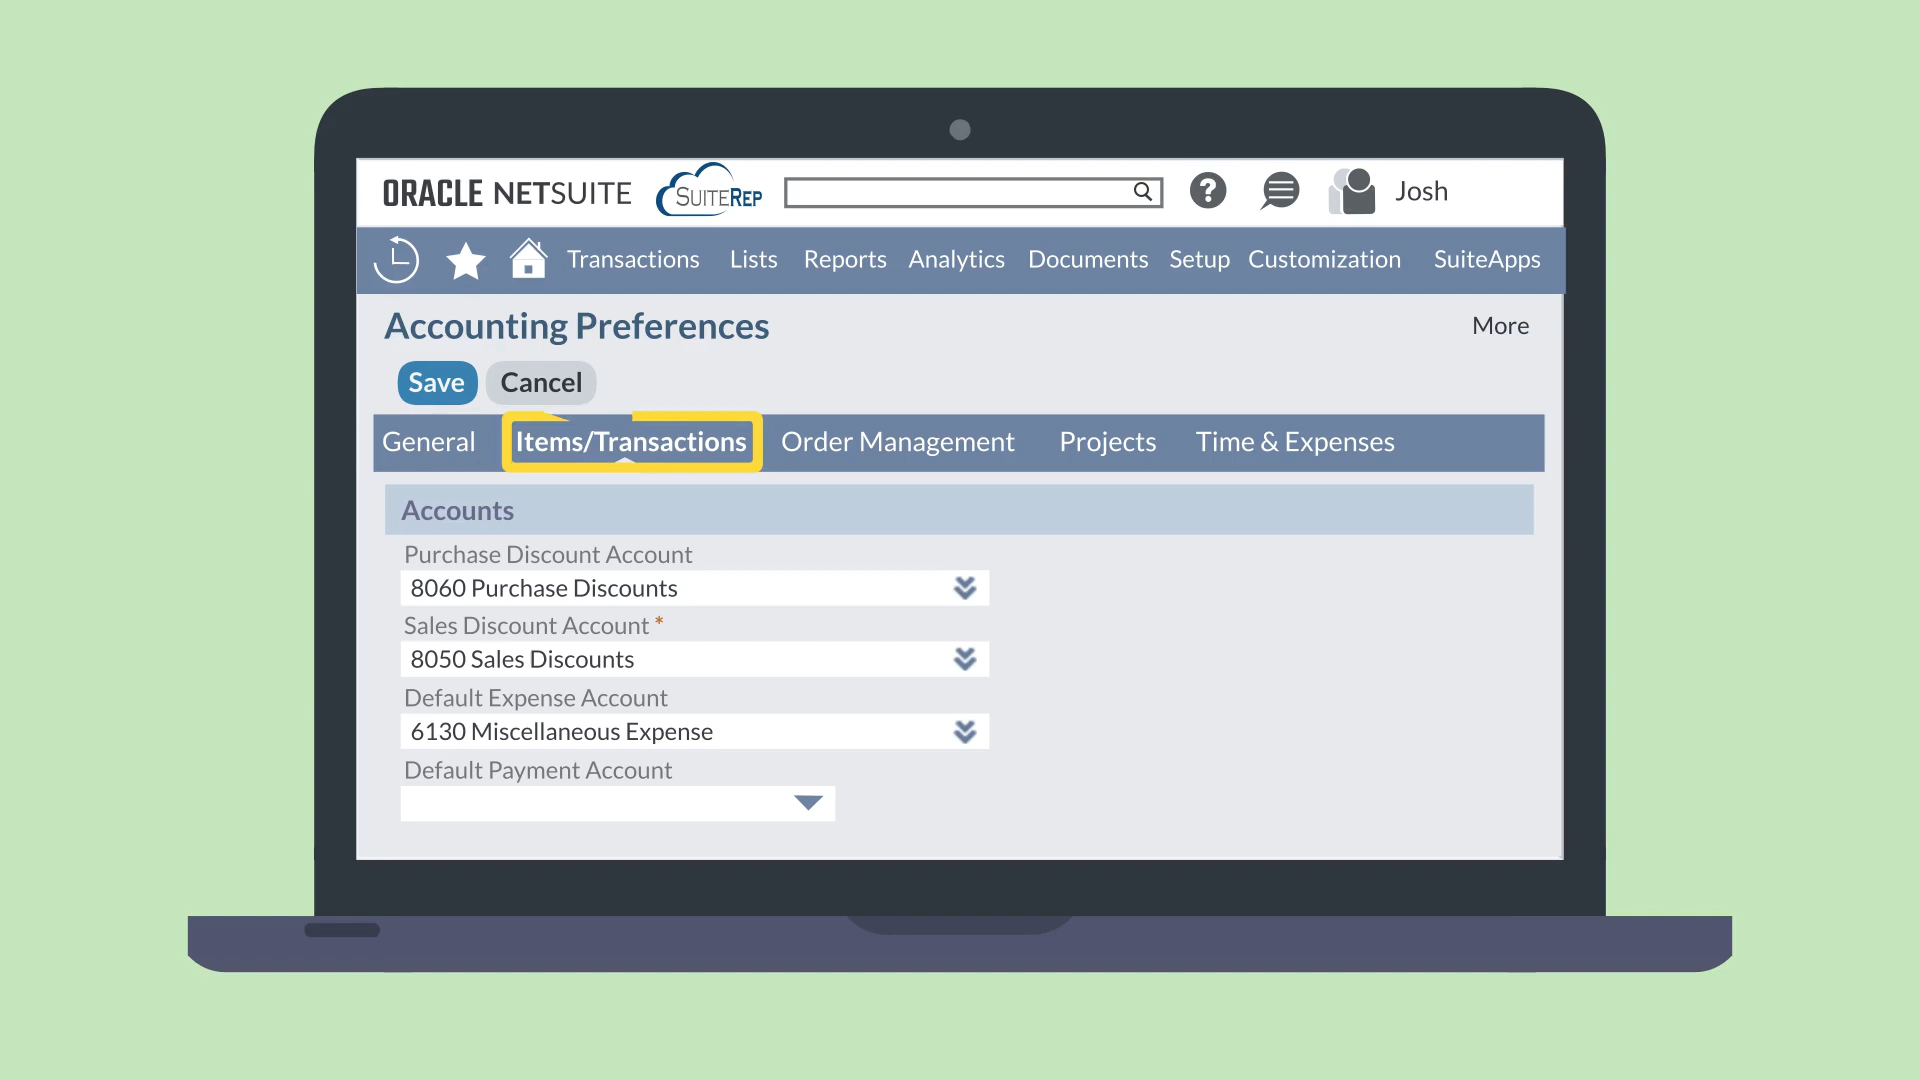 ORACLE NETSUITE SUITEREP ? Josh
Transactions Lists Reports Analytics Documents Setup Customization SuiteApps
Accounting Preferences More
Save Cancel
General Items/Transactions Order Management Projects Time & Expenses
Accounts
Purchase Discount Account
8060 Purchase Discounts
Sales Discount Account *
8050 Sales Discounts
Default Expense Account
6130 Miscellaneous Expense
Default Payment Account